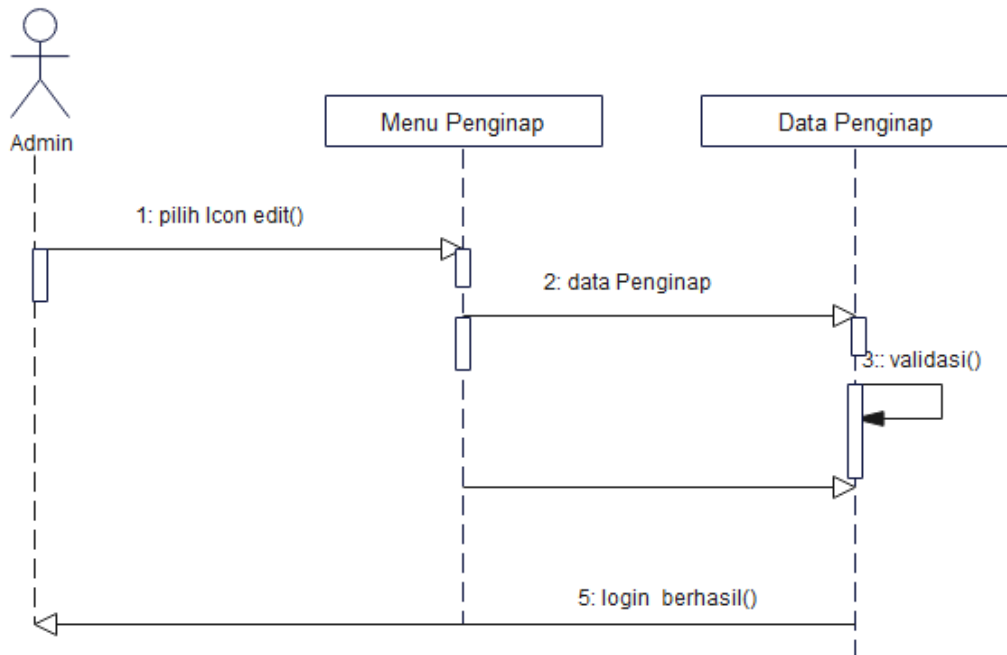 Admin
Menu Penginap
Data Penginap
1: pilih Icon edit()
2: data Penginap
3:: validasi()
5: login  berhasil()